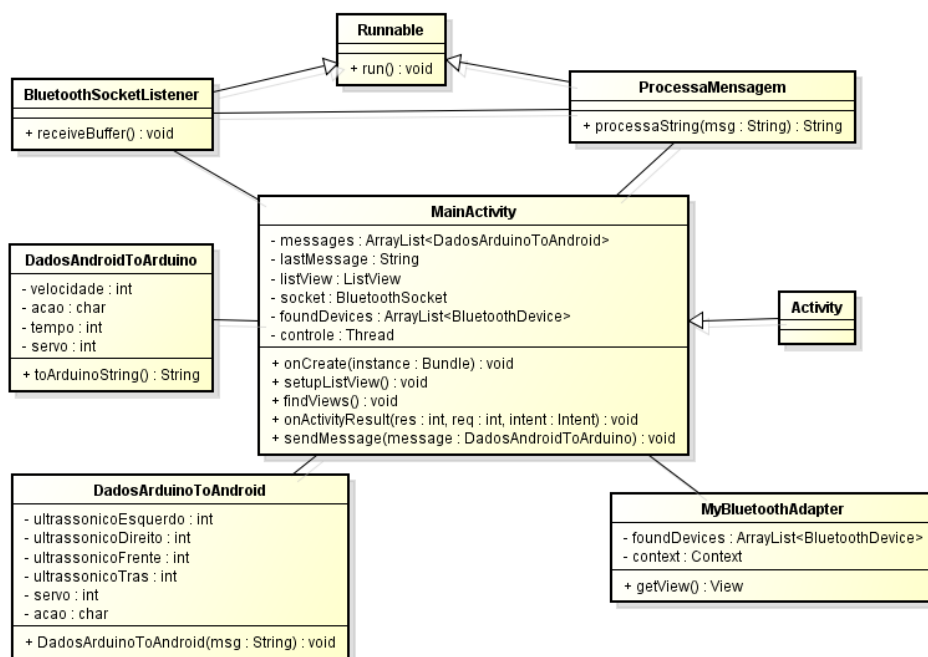 Runnable
+ run() : void
BluetoothSocketListener
+ receiveBuffer() : void
ProcessaMensagem
+ processaString(msg : String) : String
MainActivity
- messages : ArrayList<DadosArduinoToAndroid>
- lastMessage : String
- listView : ListView
- socket : BluetoothSocket
- foundDevices : ArrayList<BluetoothDevice>
- controle : Thread
+ onCreate(instance : Bundle) : void
+ setupListView() : void
+ findViews() : void
+ onActivityResult(res : int, req : int, intent : Intent) : void
+ sendMessage(message : DadosAndroidToArduino) : void
DadosAndroidToArduino
- velocidade : int
- acao : char
- tempo : int
- servo : int
+ toArduinoString() : String
Activity
DadosArduinoToAndroid
- ultrassonicoEsquerdo : int
- ultrassonicoDireito : int
- ultrassonicoFrente : int
- ultrassonicoTras : int
- servo : int
- acao : char
+ DadosArduinoToAndroid(msg : String) : void
MyBluetoothAdapter
- foundDevices : ArrayList<BluetoothDevice>
- context : Context
+ getView() : View